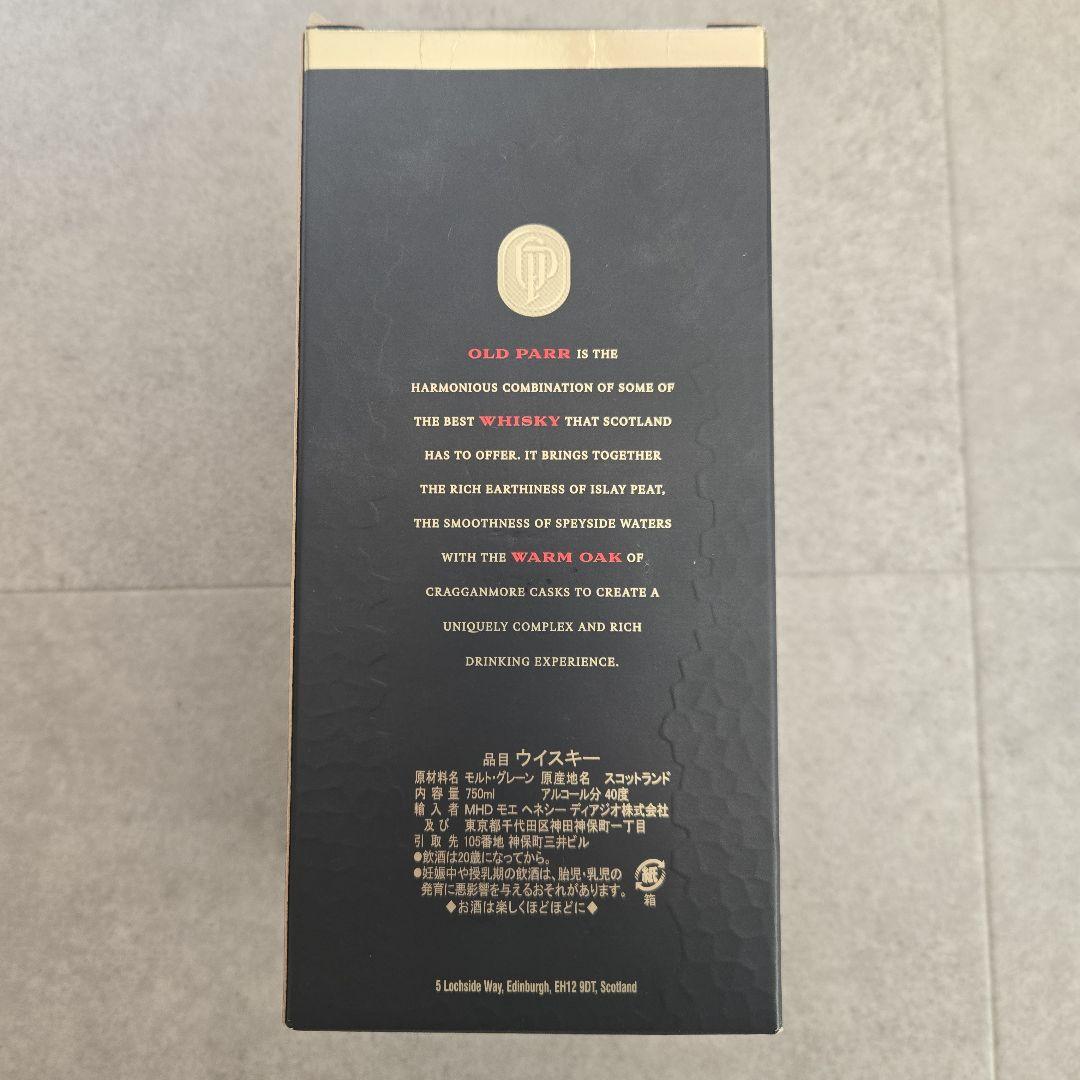 OLD PARR IS THE
HARMONIOUS COMBINATION OF SOME OF
THE BEST WHISKY THAT SCOTLAND
HAS TO OFFER. IT BRINGS TOGETHER
THE RICH EARTHINESS OF ISLAY PEAT,
THE SMOOTHNESS OF SPEYSIDE WATERS
WITH THE WARM OAK OF
CRAGGANMORE CASKS TO CREATE A
UNIQUELY COMPLEX AND RICH
DRINKING EXPERIENCE.
品目 ウイスキー
原材料名 モルト・グレーン 原産地名 スコットランド
内容量 750ml アルコール分 40度
輸入者 MHD モエ ヘネシー ディアジオ株式会社
及び 東京都千代田区神田神保町一丁目
引取先 105番地 神保町三井ビル
●飲酒は20歳になってから。
●妊娠中や授乳期の飲酒は、胎児・乳児の
発育に悪影響を与えるおそれがあります。
紙
箱
◆お酒は楽しくほどほどに◆
5 Lochside Way, Edinburgh, EH12 9DT, Scotland